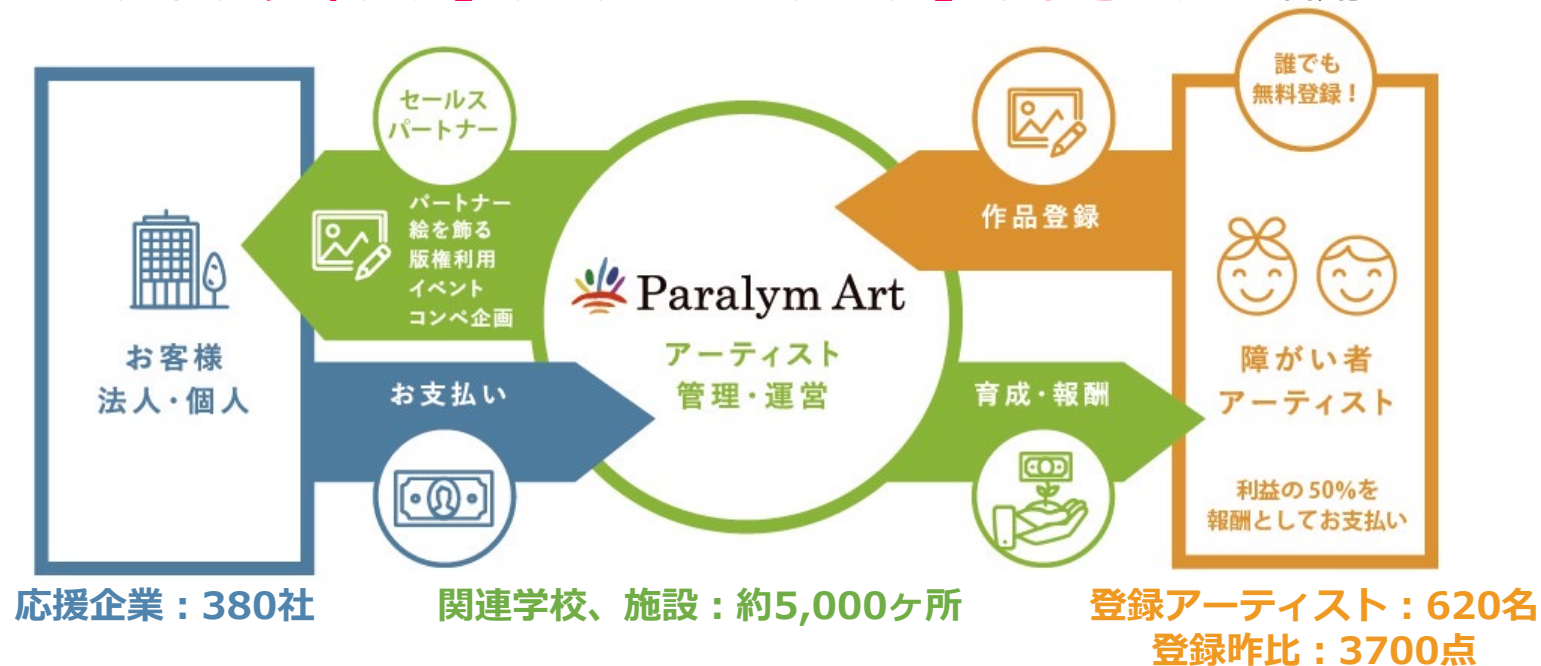 誰でも
無料登録！
セールス
パートナー
パートナー
絵を飾る
版権利用
イベント
コンペ企画
作品登録
Paralym Art
アーティスト
管理・運営
お客様
法人・個人
お支払い
育成・報酬
障がい者
アーティスト
利益の50%を
報酬としてお支払い
応援企業：380社
関連学校、施設：約5,000ヶ所
登録アーティスト：620名
登録昨比：3700点